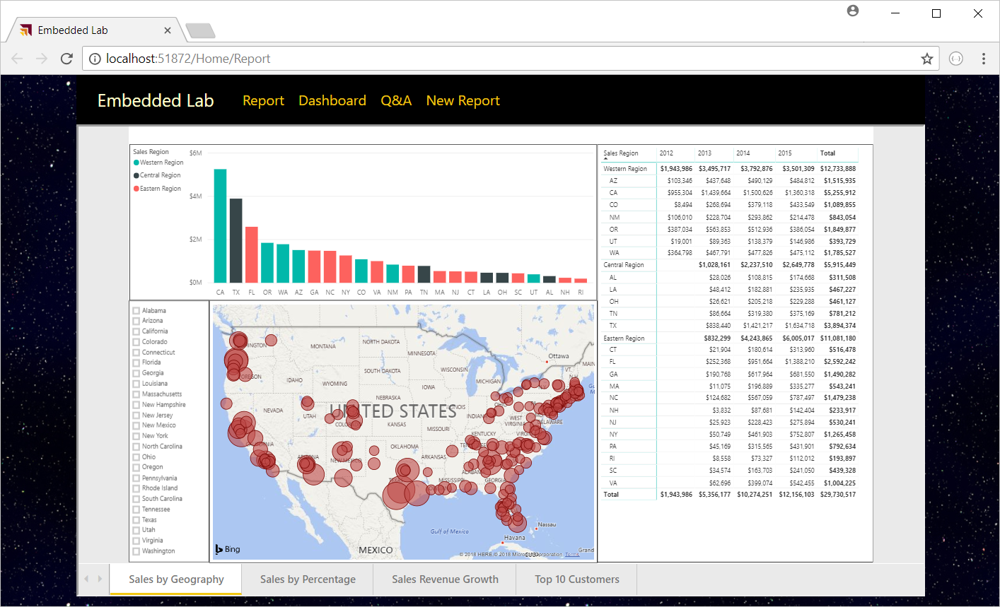 Embedded Lab
localhost:51872/Home/Report
Embedded Lab Report Dashboard Q&A New Report
Sales Region
Western Region
Central Region
Eastern Region
$6M
$4M
$2M
$0M
CA TX FL OR WA AZ GA NC NY CO VA NM PA TN MA NJ CT LA OH SC UT AL NH RI
Sales Region 2012 2013 2014 2015 Total
Western Region $1,943,986 $3,495,717 $3,792,876 $3,501,309 $12,733,888
AZ $103,346 $437,648 $490,129 $484,812 $1,515,935
CA $955,304 $1,439,664 $1,500,626 $1,360,318 $5,255,912
CO $8,494 $268,694 $379,118 $433,549 $1,089,855
NM $106,010 $228,704 $293,862 $214,478 $843,054
OR $387,034 $563,853 $512,936 $386,054 $1,849,877
UT $19,001 $89,363 $138,379 $146,986 $393,729
WA $364,798 $467,791 $477,826 $475,112 $1,785,527
Central Region $1,028,161 $2,237,510 $2,649,778 $5,915,449
AL $28,026 $108,815 $174,668 $311,508
LA $48,412 $182,881 $235,935 $467,227
OH $26,621 $205,218 $229,288 $461,127
TN $86,664 $319,380 $375,169 $781,212
TX $838,440 $1,421,217 $1,634,718 $3,894,374
Eastern Region $832,299 $4,243,865 $6,005,017 $11,081,180
CT $21,904 $180,614 $313,960 $516,478
FL $252,368 $951,664 $1,388,210 $2,592,242
GA $190,768 $617,964 $681,550 $1,490,282
MA $11,075 $196,889 $335,277 $543,241
NC $124,682 $567,059 $787,497 $1,479,238
NH $3,832 $87,681 $142,404 $233,917
NJ $25,923 $228,423 $275,894 $530,241
NY $50,749 $461,903 $752,807 $1,265,458
PA $45,169 $315,565 $431,901 $792,634
RI $8,558 $73,327 $112,012 $193,897
SC $34,574 $163,703 $241,050 $439,328
VA $62,696 $399,074 $542,455 $1,004,225
Total $1,943,986 $5,356,177 $10,274,251 $12,156,103 $29,730,517
Alabama
Arizona
California
Colorado
Connecticut
Florida
Georgia
Louisiana
Massachusetts
New Hampshire
New Jersey
New Mexico
New York
North Carolina
Ohio
Oregon
Pennsylvania
Rhode Island
South Carolina
Tennessee
Texas
Utah
Virginia
Washington
MONTANA
NORTH DAKOTA
MINNESOTA
Ottawa
MAIN
VT.
SOUTH DAKOTA
WISCONSIN
MICHIGAN
OREGON
IDAHO
WYOMING
IOWA
NEBRASKA
NEVADA
UTAH
UNITED STATES
INDIAN
WEST
VIRGINIA
DELAWARE
KANSAS
MISSOURI
KENTUCKY
OKLAHOMA
ARKANSAS
NEW MEXICO
MISSISSIPPI
GEORGIA
Gulf of Mexico
Nassau
Havana
MEXICO
Grand
Bing
© 2018 HERE © 2018 Microsoft Corporation Terms
Sales by Geography Sales by Percentage Sales Revenue Growth Top 10 Customers